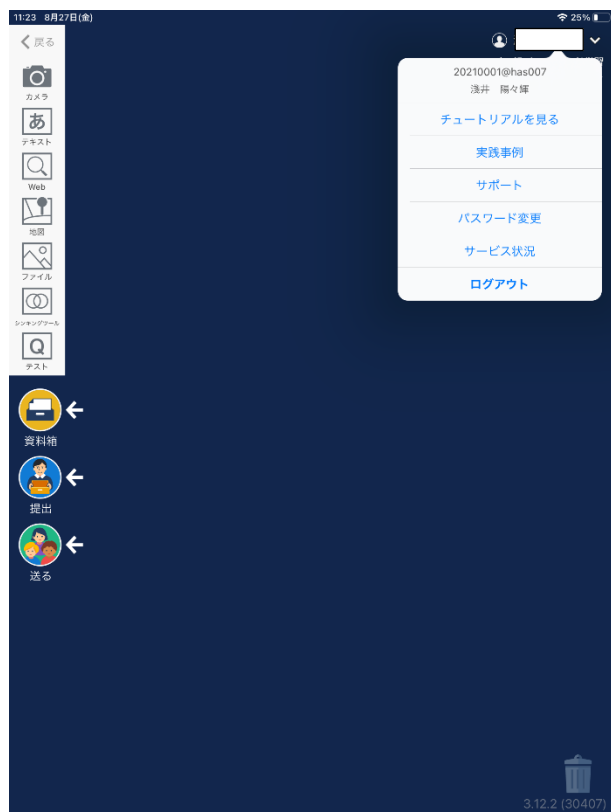 11:23 8月27日(金)
25%
戻る
20210001@has007
淺井 陽々輝
チュートリアルを見る
実践事例
サポート
パスワード変更
サービス状況
ログアウト
カメラ
あ
テキスト
Web
地図
ファイル
シンキングツール
Q
テスト
資料箱
提出
送る
3.12.2 (30407)